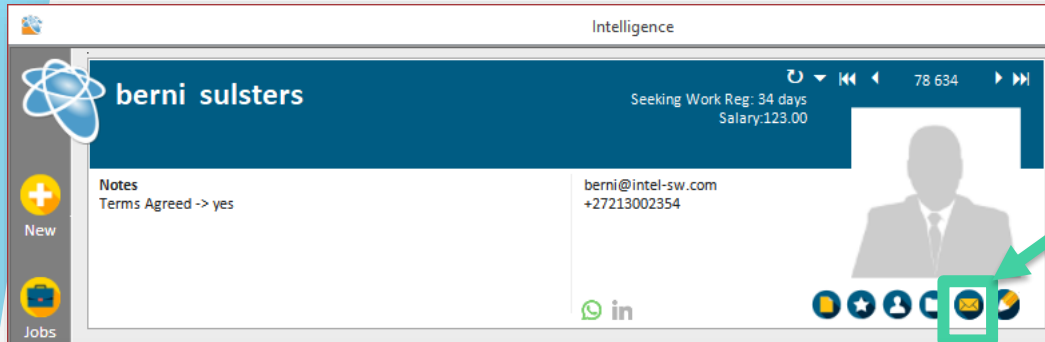 Intelligence
berni sulsters
78 634
Seeking Work Reg: 34 days
Salary:123.00
Notes
Terms Agreed -> yes
berni@intel-sw.com
+27213002354
New
Jobs
in